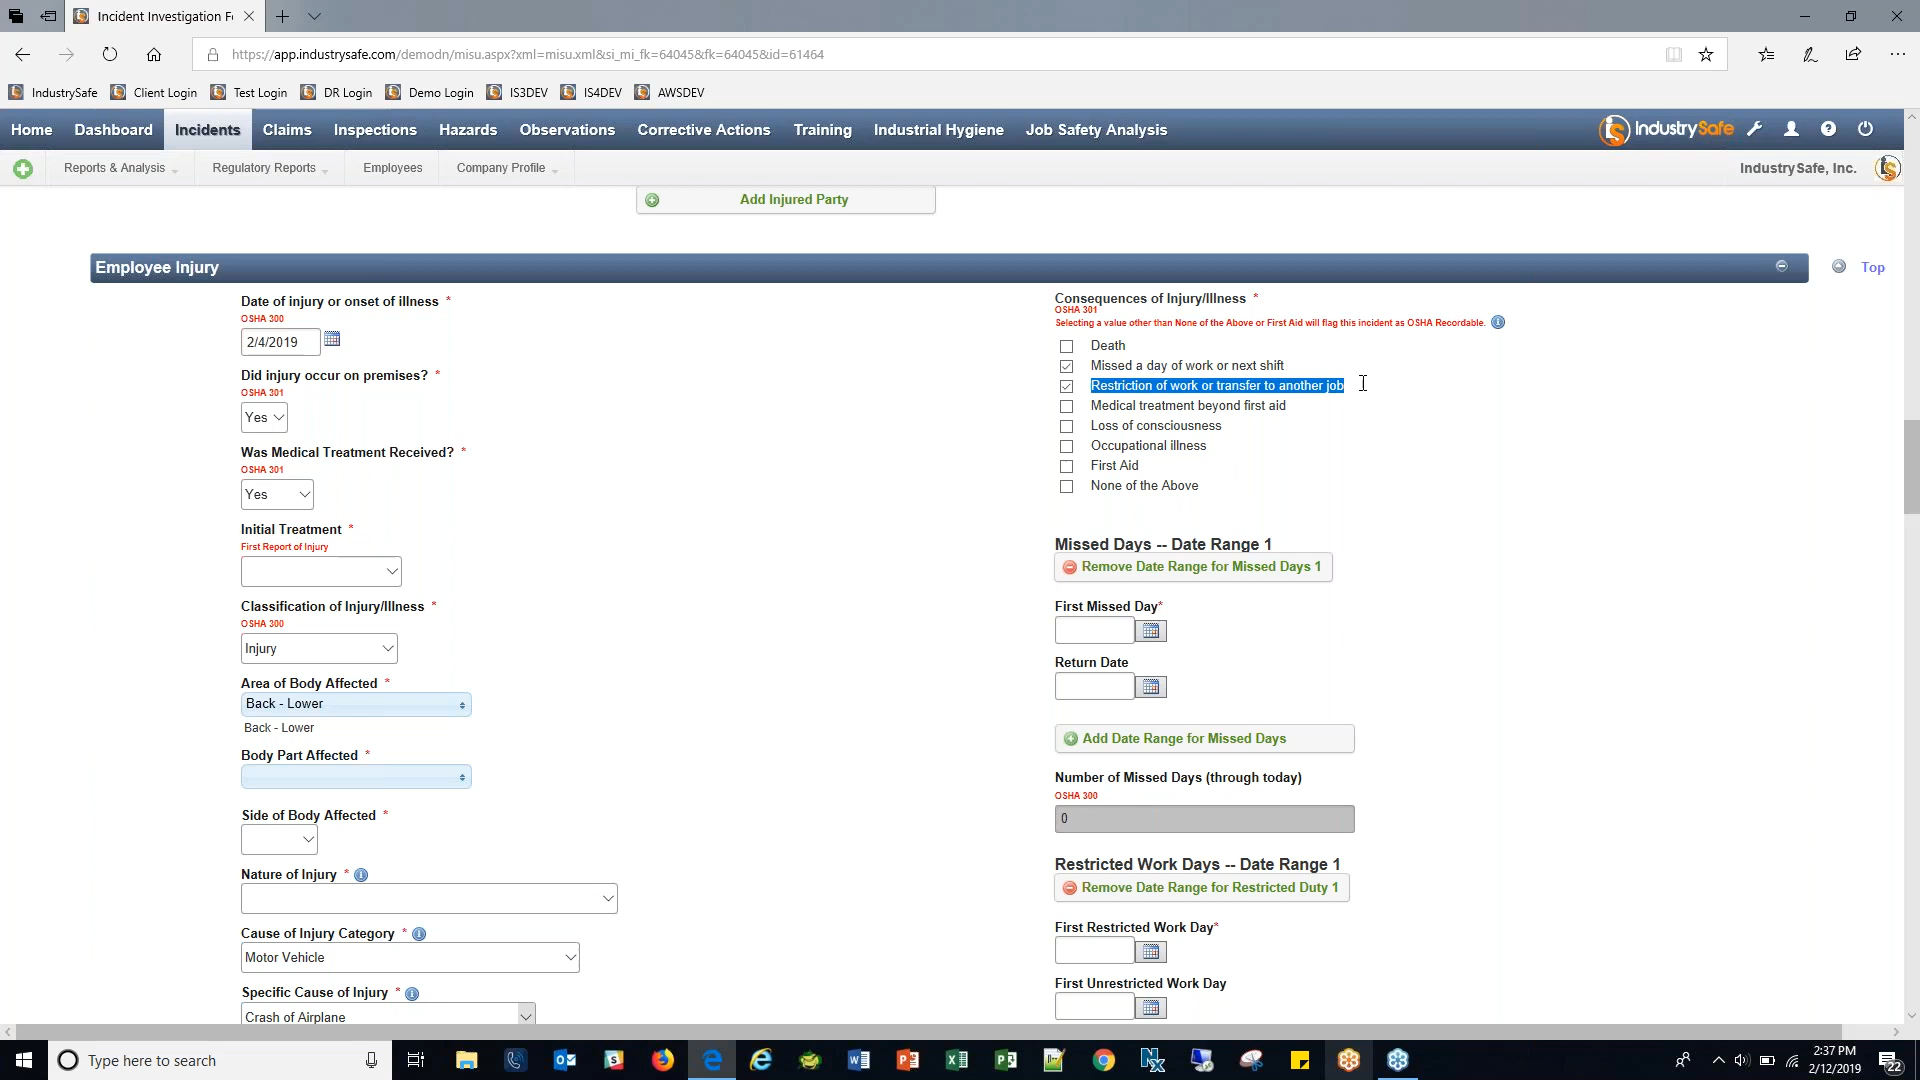 Incident Investigation F
https://app.industrysafe.com/demodn/misu.aspx?xml=misu.xml&si_mi_fk=64045&fk=64045&id=61464
IndustrySafe Client Login Test Login DR Login Demo Login IS3DEV IS4DEV AWSDEV
Home Dashboard Incidents Claims Inspections Hazards Observations Corrective Actions Training Industrial Hygiene Job Safety Analysis IndustrySafe
Reports & Analysis Regulatory Reports Employees Company Profile IndustrySafe, Inc.
Add Injured Party
Employee Injury
Top
Date of injury or onset of illness *
OSHA 300
2/4/2019
Did injury occur on premises? *
OSHA 301
Yes
Was Medical Treatment Received? *
OSHA 301
Yes
Initial Treatment *
First Report of Injury
Classification of Injury/Illness *
OSHA 300
Injury
Area of Body Affected *
Back - Lower
Back - Lower
Body Part Affected *
Side of Body Affected *
Nature of Injury *
Cause of Injury Category *
Motor Vehicle
Specific Cause of Injury *
Crash of Airplane
Consequences of Injury/Illness *
OSHA 301
Selecting a value other than None of the Above or First Aid will flag this incident as OSHA Recordable.
Death
Missed a day of work or next shift
Restriction of work or transfer to another job
Medical treatment beyond first aid
Loss of consciousness
Occupational illness
First Aid
None of the Above
Missed Days -- Date Range 1
Remove Date Range for Missed Days 1
First Missed Day*
Return Date
Add Date Range for Missed Days
Number of Missed Days (through today)
OSHA 300
0
Restricted Work Days -- Date Range 1
Remove Date Range for Restricted Duty 1
First Restricted Work Day*
First Unrestricted Work Day
Type here to search
2:37 PM
2/12/2019
22